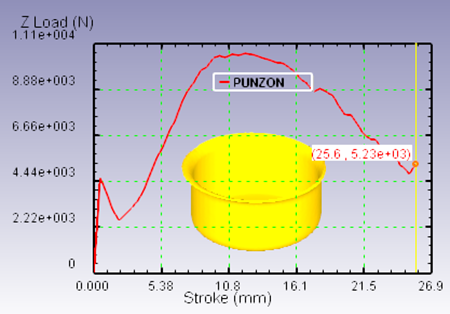 Z Load (N)
1.11e+004
8.88e+003
PUNZON
6.66e+003
(25.6 , 5.23e+03)
4.44e+003
2.22e+003
0
0.000 5.38 10.8 16.1 21.5 26.9
Stroke (mm)